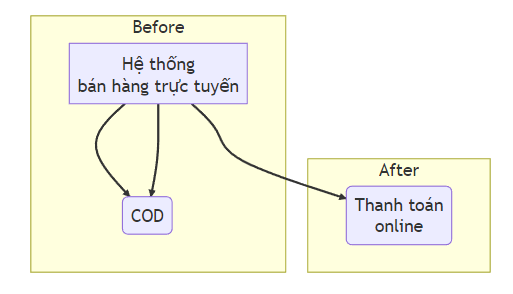 Before
Hệ thống
bán hàng trực tuyến
COD
After
Thanh toán
online